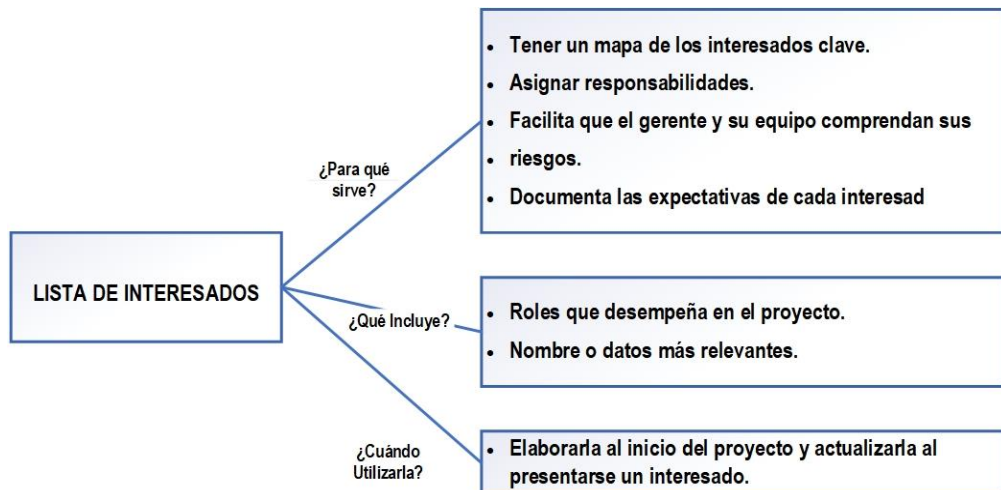 • Tener un mapa de los interesados clave.
• Asignar responsabilidades.
• Facilita que el gerente y su equipo comprendan sus
• riesgos.
• Documenta las expectativas de cada interesad
¿Para qué
sirve?
LISTA DE INTERESADOS
¿Qué Incluye?
• Roles que desempeña en el proyecto.
• Nombre o datos más relevantes.
¿Cuándo
Utilizarla?
• Elaborarla al inicio del proyecto y actualizarla al
presentarse un interesado.